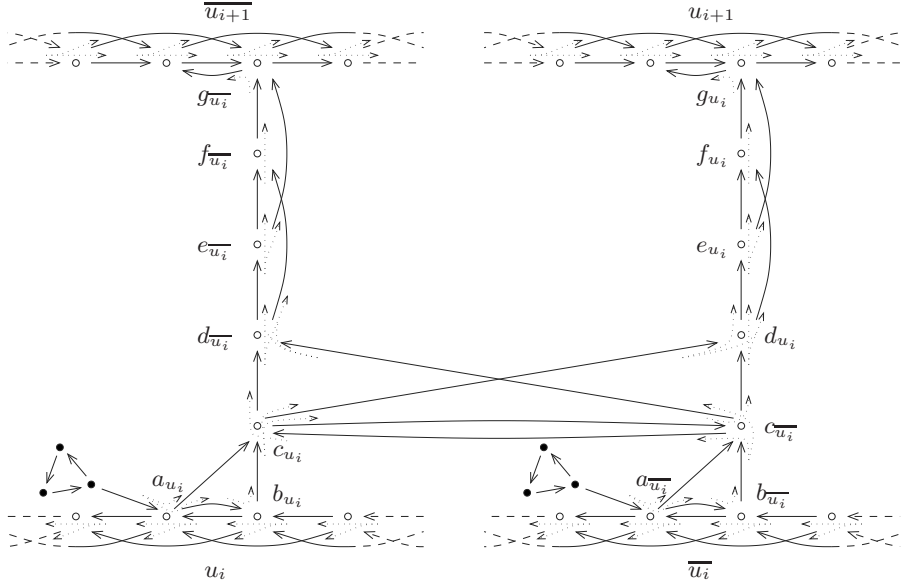 $\overline{u_{i+1}}$ $u_{i+1}$
$g_{\overline{u_i}}$ $g_{u_i}$
$f_{\overline{u_i}}$ $f_{u_i}$
$e_{\overline{u_i}}$ $e_{u_i}$
$d_{\overline{u_i}}$ $d_{u_i}$
$c_{u_i}$ $c_{\overline{u_i}}$
$a_{u_i}$ $b_{u_i}$ $a_{\overline{u_i}}$ $b_{\overline{u_i}}$
$u_i$ $\overline{u_i}$